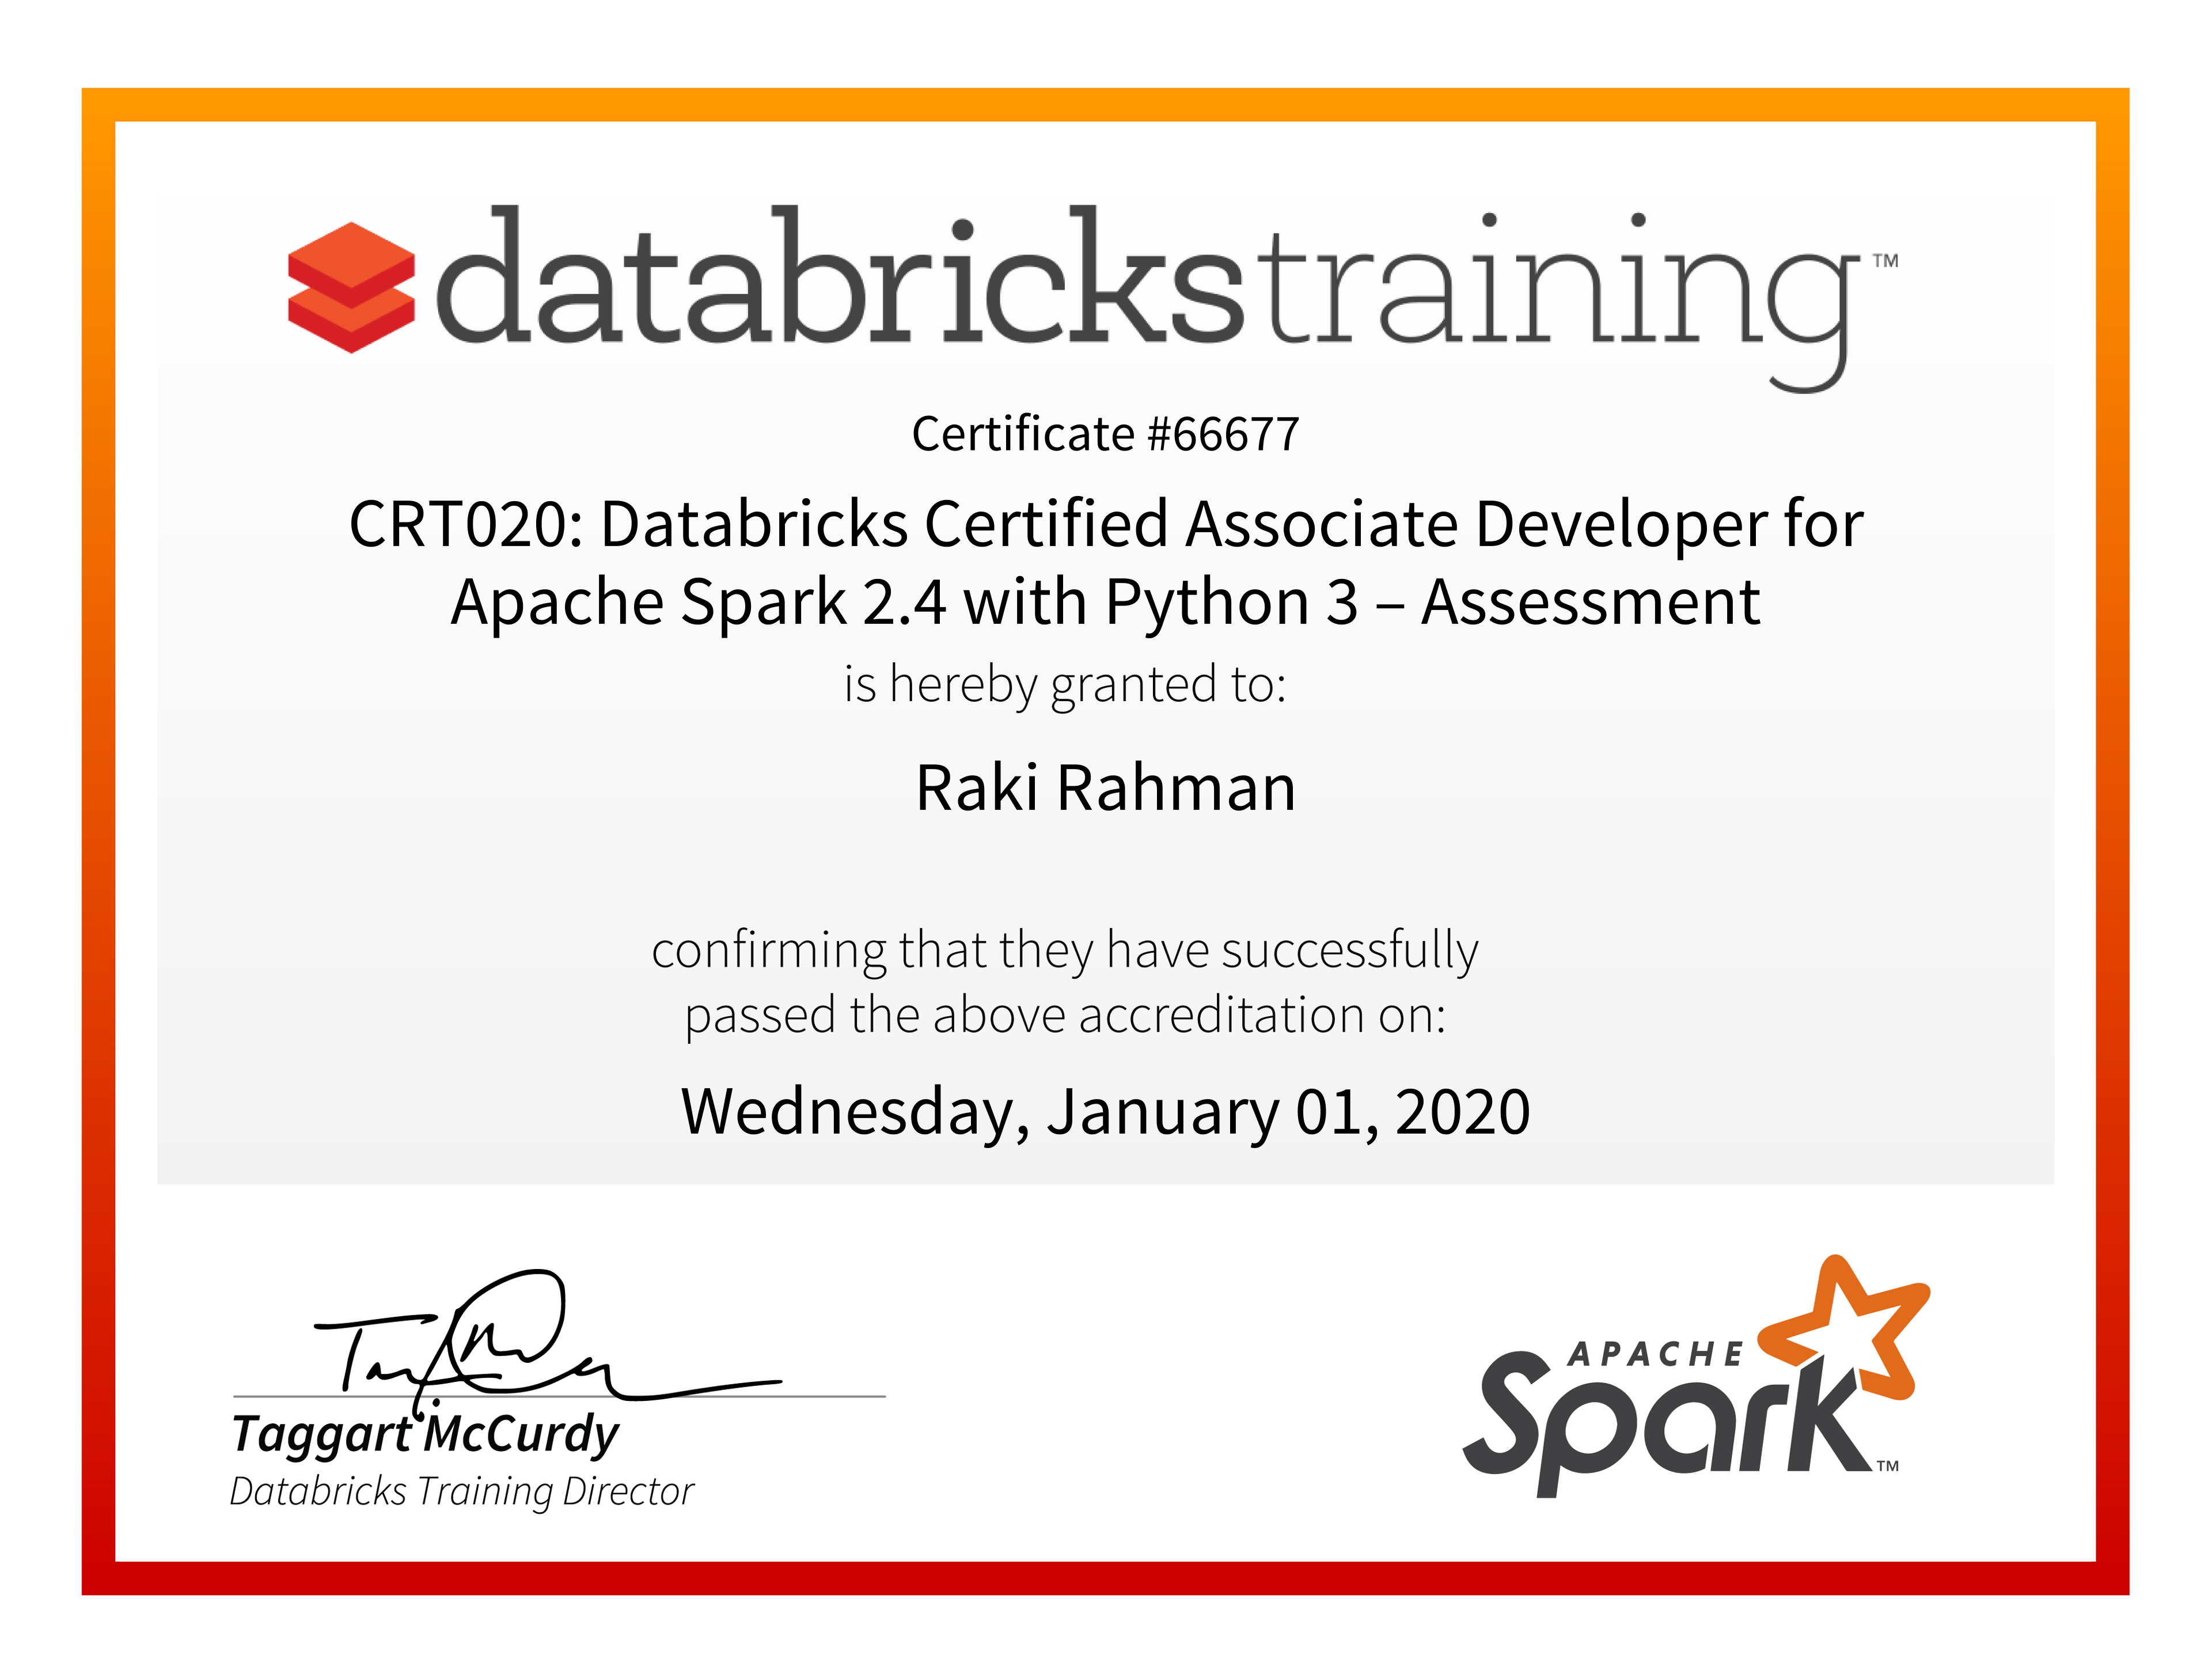 databrickstraining™
Certificate #66677
CRT020: Databricks Certified Associate Developer for
Apache Spark 2.4 with Python 3 – Assessment
is hereby granted to:
Raki Rahman
confirming that they have successfully
passed the above accreditation on:
Wednesday, January 01, 2020
Taggart McCurdy
Databricks Training Director
APACHE
Spark™